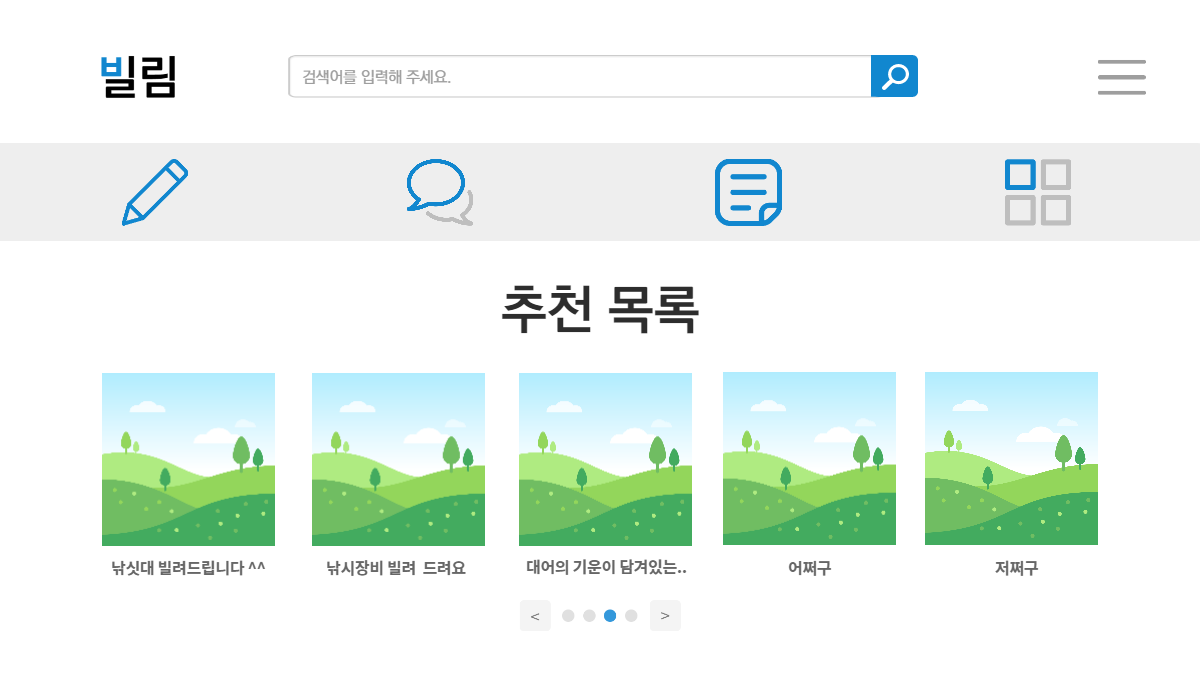 빌림
검색어를 입력해 주세요.
추천 목록
낚싯대 빌려드립니다 ^^
낚시장비 빌려 드려요
대어의 기운이 담겨있는..
어쩌구
저쩌구
< >